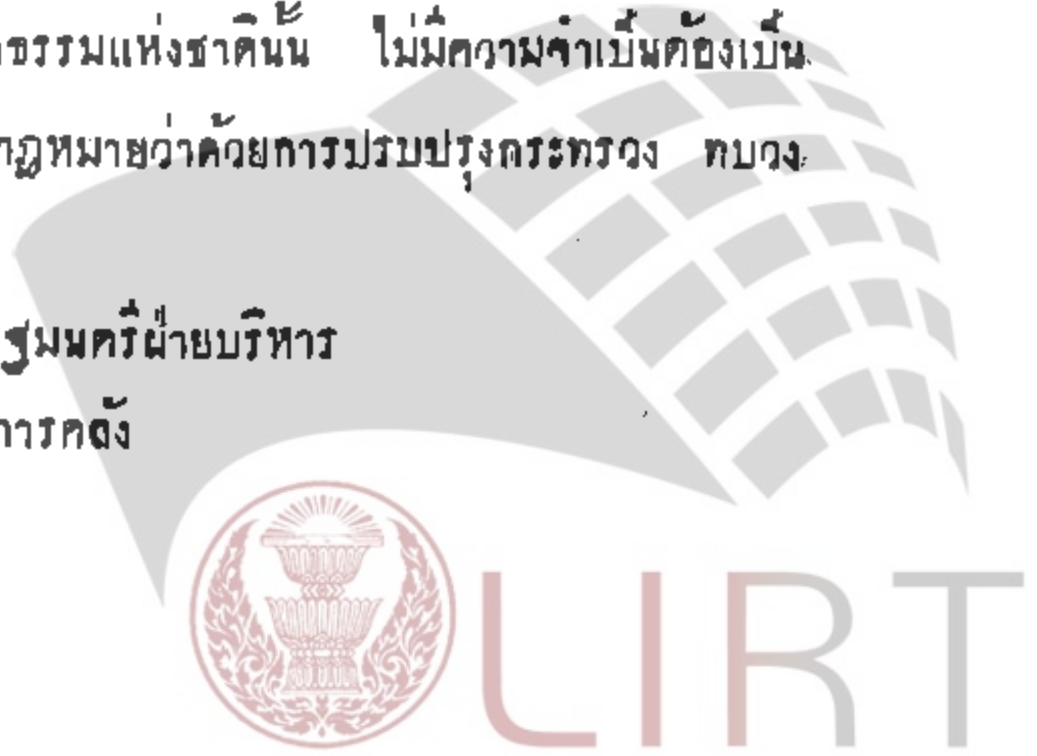 ธรรมแห่งชาตินั้น ไม่มีความจำเป็นต้องเป็น
กฎหมายว่าด้วยการปรับปรุงกระทรวง ทบวง
ฐมนตรีฝ่ายบริหาร
การคลัง
LIRT